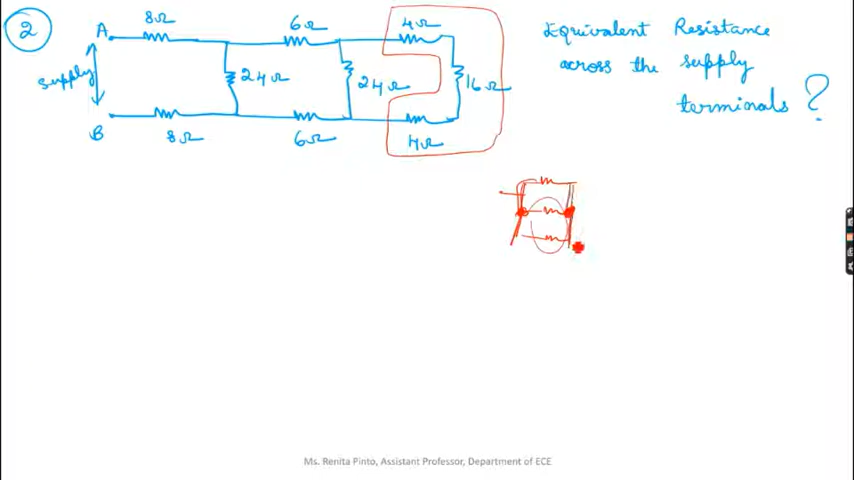 2
A
8Ω
6Ω
4Ω
Equivalent Resistance
across the supply
terminals ?
supply
24Ω
24Ω
16Ω
B
8Ω
6Ω
4Ω
Ms. Renita Pinto, Assistant Professor, Department of ECE